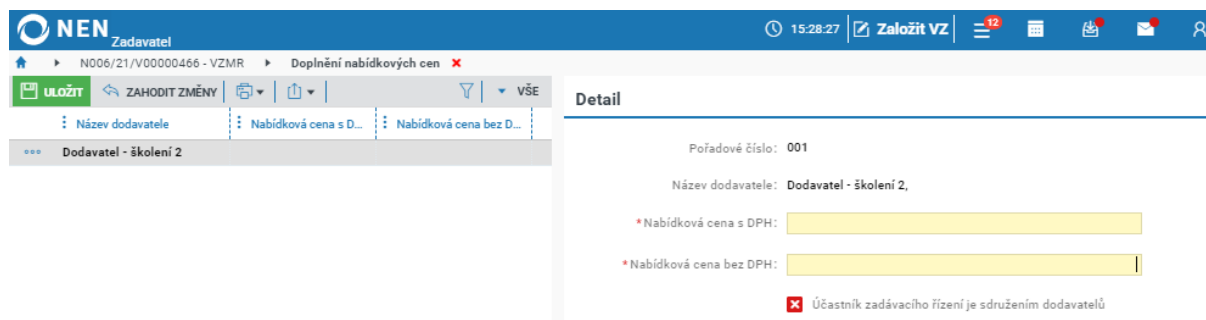 NEN Zadavatel 15:28:27 Založit VZ 12
N006/21/V00000466 - VZMR Doplnění nabídkových cen
ULOŽIT ZAHODIT ZMĚNY VŠE
Název dodavatele Nabídková cena s D... Nabídková cena bez D...
Dodavatel - školení 2
Detail
Pořadové číslo: 001
Název dodavatele: Dodavatel - školení 2,
*Nabídková cena s DPH:
*Nabídková cena bez DPH:
Účastník zadávacího řízení je sdružením dodavatelů